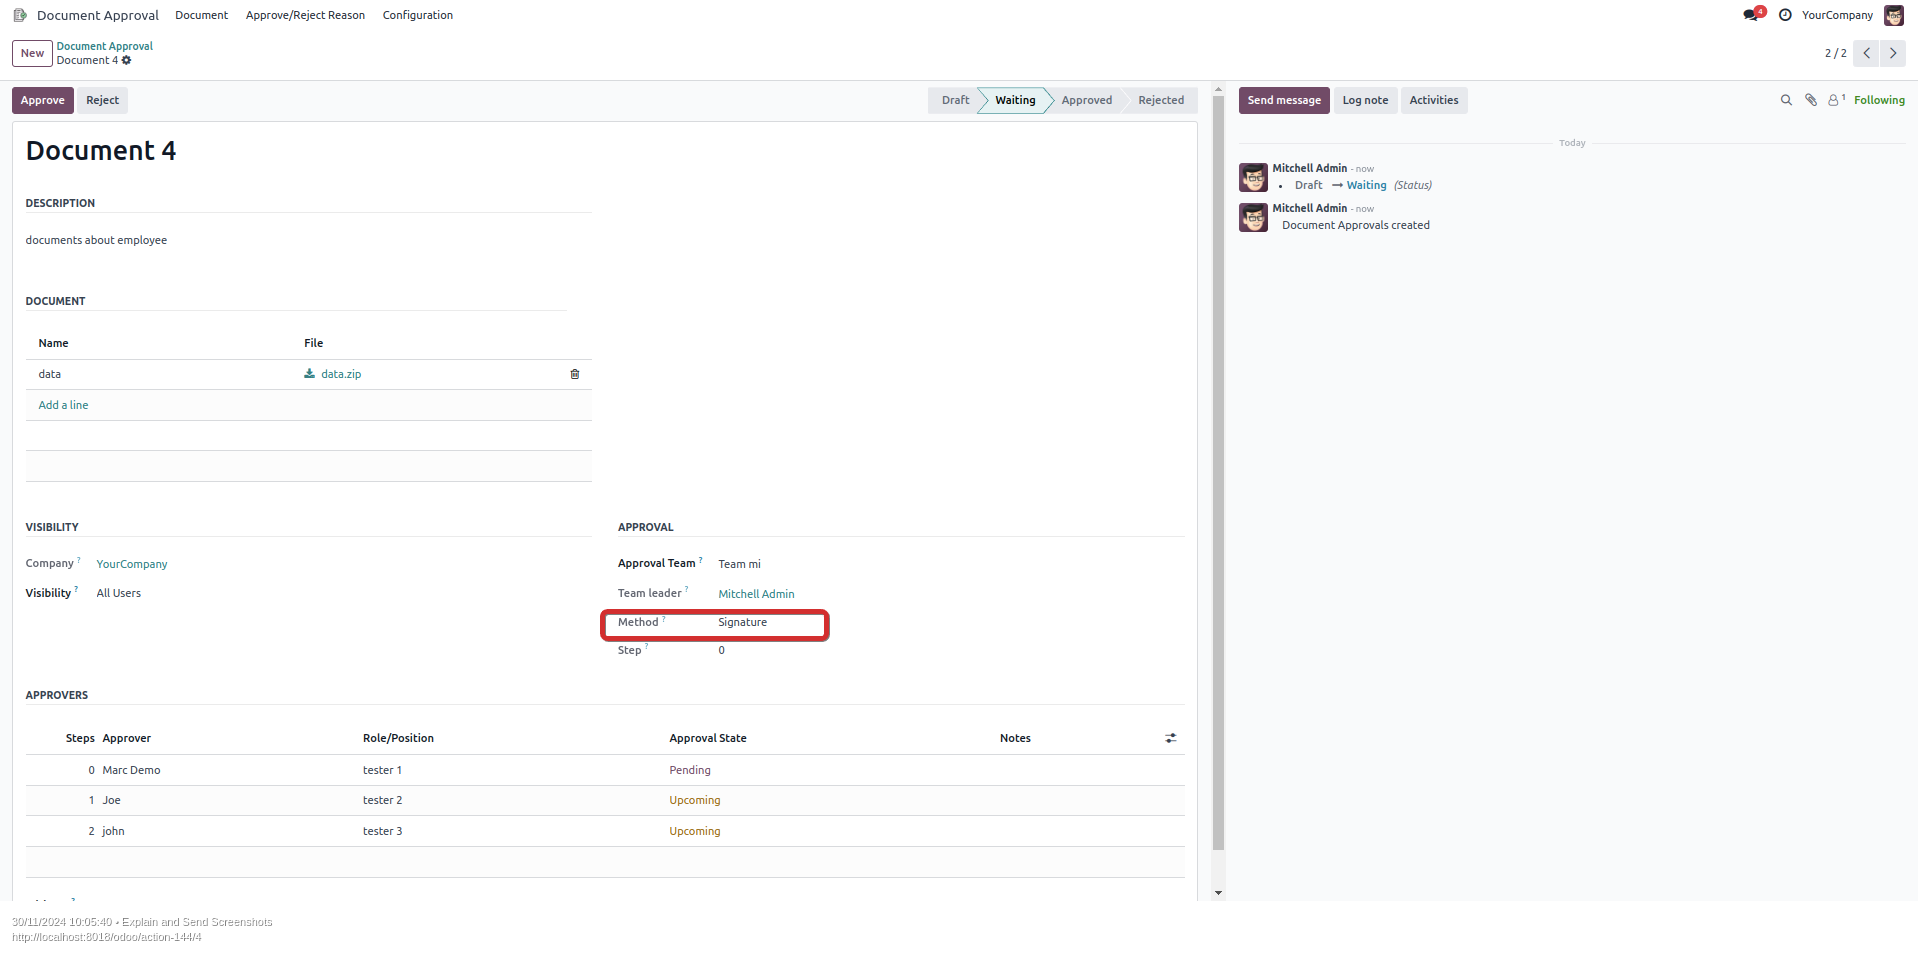 Document Approval Document Approve/Reject Reason Configuration 4 YourCompany
New Document Approval
Document 4 2 / 2
Approve Reject Draft Waiting Approved Rejected Send message Log note Activities 1 Following
Document 4
Today
Mitchell Admin - now
• Draft → Waiting (Status)
Mitchell Admin - now
Document Approvals created
DESCRIPTION
documents about employee
DOCUMENT
Name File
data data.zip
Add a line
VISIBILITY
Company ? YourCompany
Visibility ? All Users
APPROVAL
Approval Team ? Team mi
Team leader ? Mitchell Admin
Method ? Signature
Step ? 0
APPROVERS
Steps Approver Role/Position Approval State Notes
0 Marc Demo tester 1 Pending
1 Joe tester 2 Upcoming
2 john tester 3 Upcoming
30/11/2024 10:05:40 • Explain and Send Screenshots
http://localhost:8018/odoo/action-144/4